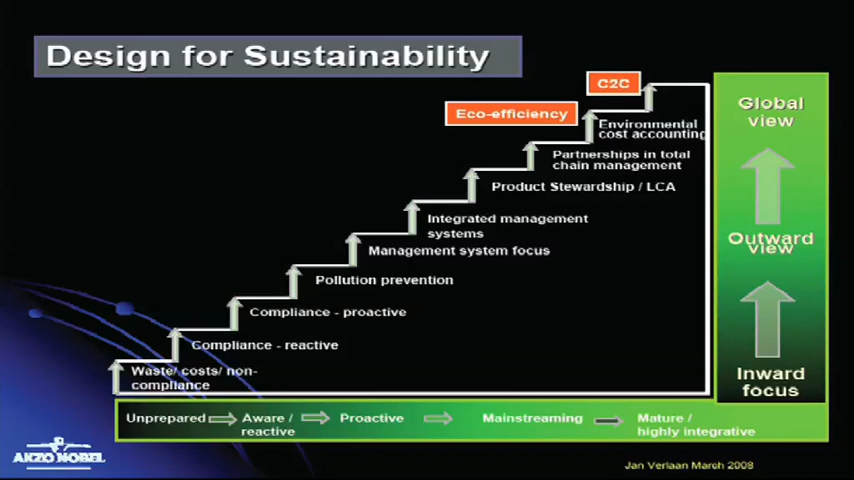 Design for Sustainability
C2C
Eco-efficiency
Environmental
cost accounting
Partnerships in total
chain management
Product Stewardship / LCA
Integrated management
systems
Management system focus
Pollution prevention
Compliance - proactive
Compliance - reactive
Waste/ costs/ non-
compliance
Global
view
Outward
view
Inward
focus
Unprepared
Aware /
reactive
Proactive
Mainstreaming
Mature /
highly integrative
AKZO NOBEL
Jan Verlaan March 2008